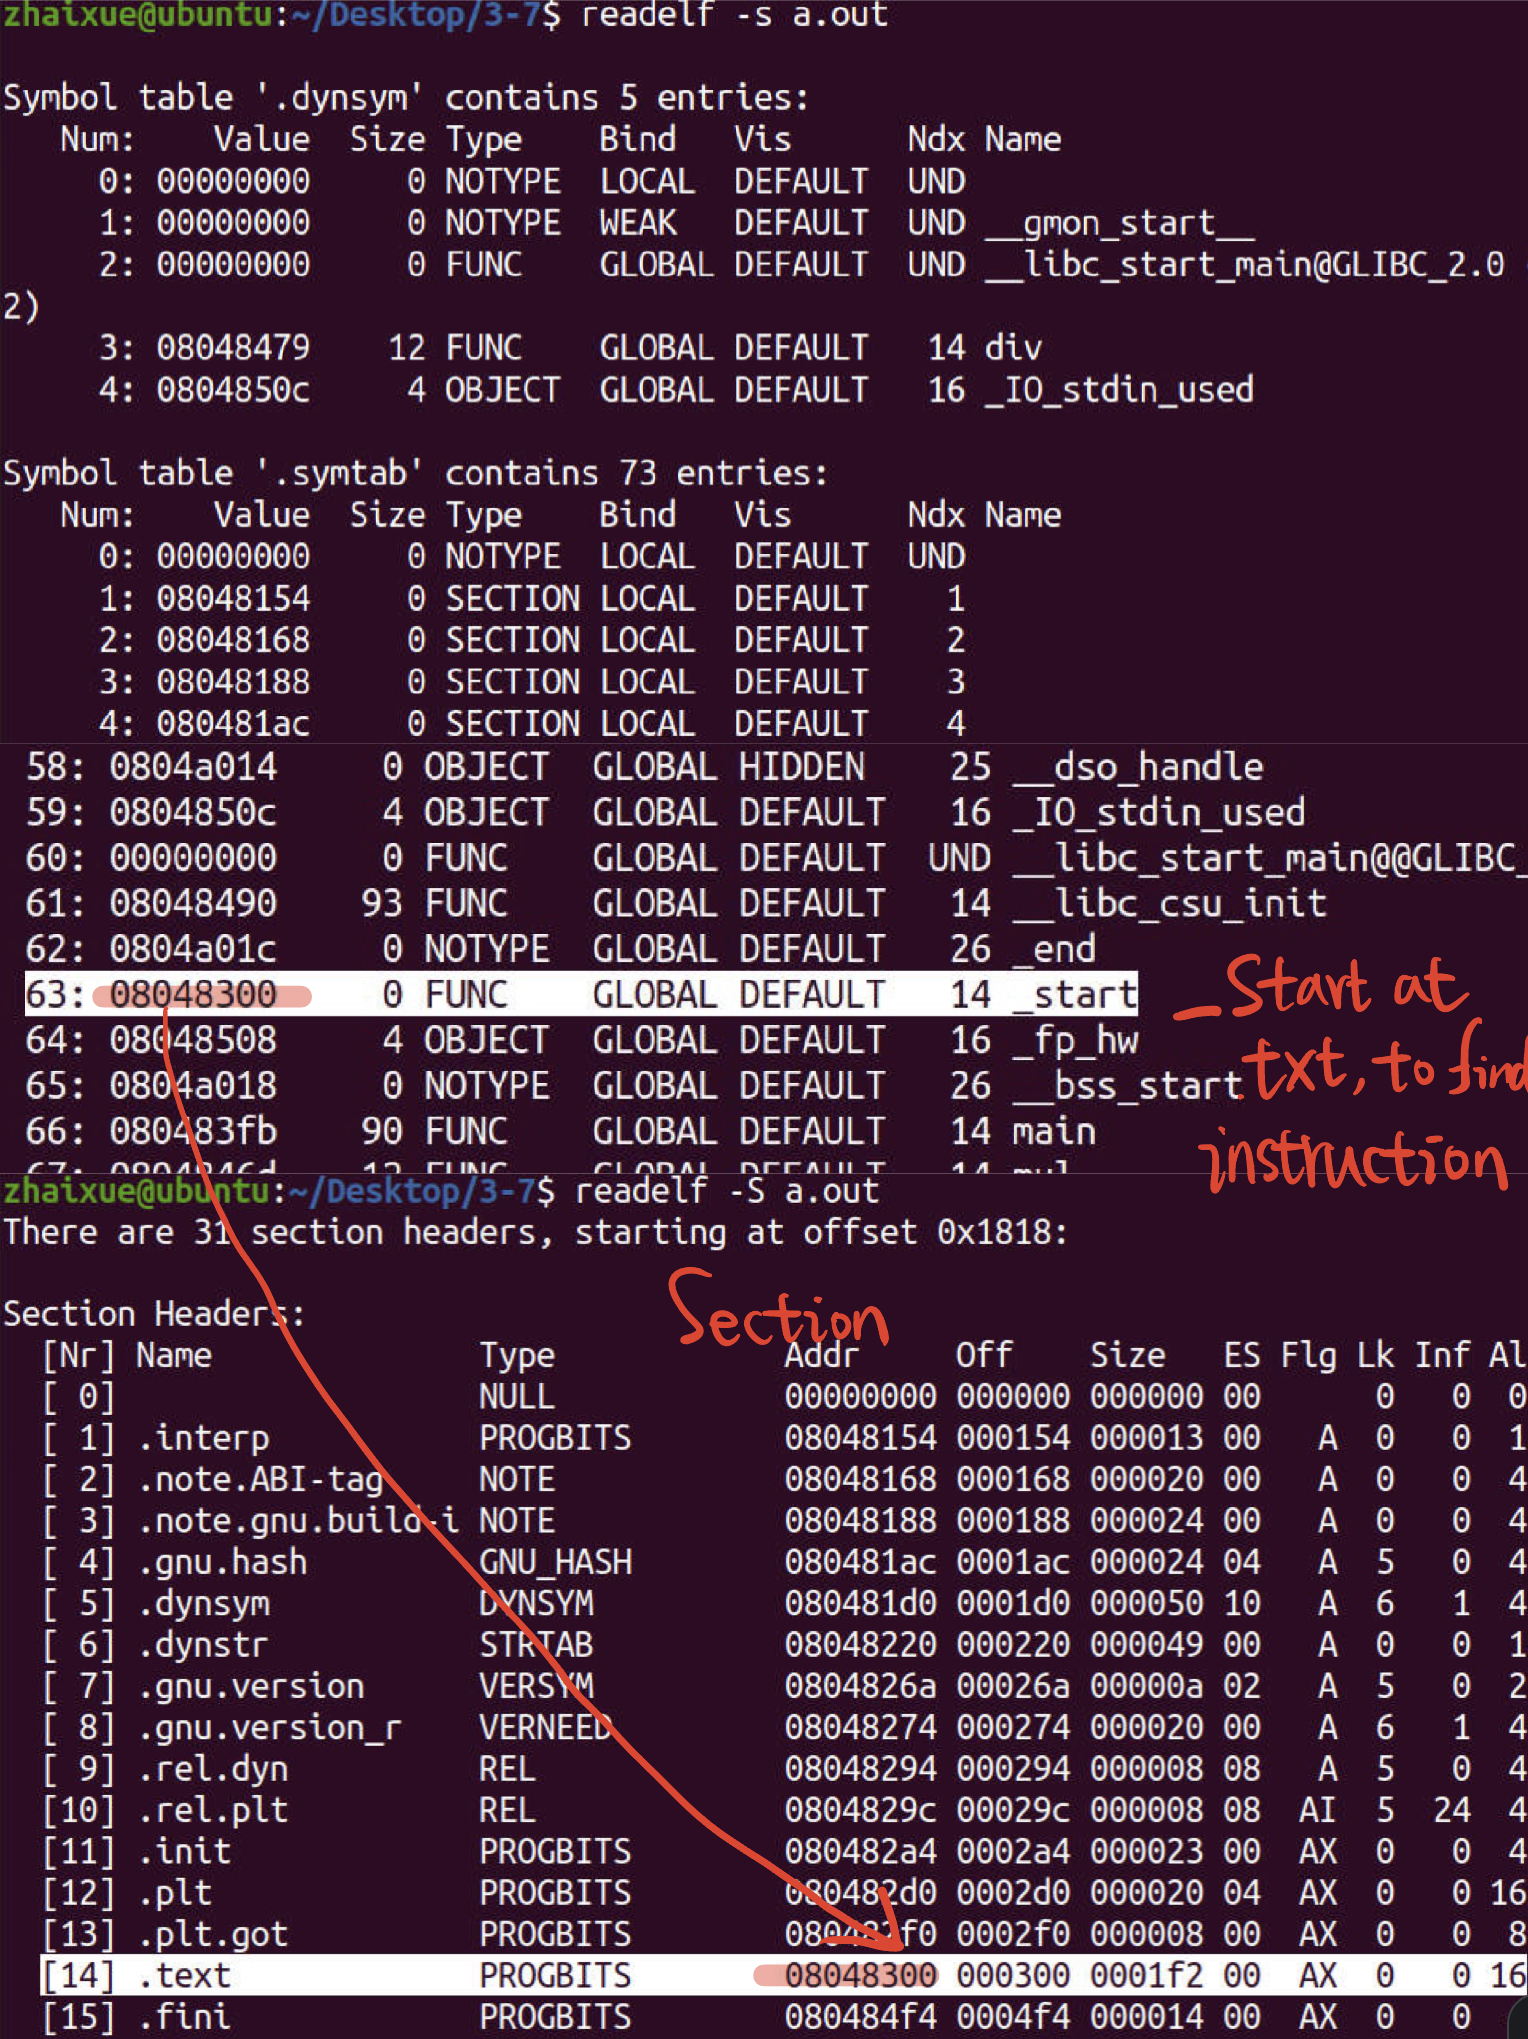 zhaixue@ubuntu:~/Desktop/3-7$ readelf -s a.out
Symbol table '.dynsym' contains 5 entries:
Num: Value Size Type Bind Vis Ndx Name
0: 00000000 0 NOTYPE LOCAL DEFAULT UND
1: 00000000 0 NOTYPE WEAK DEFAULT UND __gmon_start__
2: 00000000 0 FUNC GLOBAL DEFAULT UND __libc_start_main@GLIBC_2.0
2)
3: 08048479 12 FUNC GLOBAL DEFAULT 14 div
4: 0804850c 4 OBJECT GLOBAL DEFAULT 16 _IO_stdin_used
Symbol table '.symtab' contains 73 entries:
Num: Value Size Type Bind Vis Ndx Name
0: 00000000 0 NOTYPE LOCAL DEFAULT UND
1: 08048154 0 SECTION LOCAL DEFAULT 1
2: 08048168 0 SECTION LOCAL DEFAULT 2
3: 08048188 0 SECTION LOCAL DEFAULT 3
4: 080481ac 0 SECTION LOCAL DEFAULT 4
58: 0804a014 0 OBJECT GLOBAL HIDDEN 25 __dso_handle
59: 0804850c 4 OBJECT GLOBAL DEFAULT 16 _IO_stdin_used
60: 00000000 0 FUNC GLOBAL DEFAULT UND __libc_start_main@@GLIBC_
61: 08048490 93 FUNC GLOBAL DEFAULT 14 __libc_csu_init
62: 0804a01c 0 NOTYPE GLOBAL DEFAULT 26 _end
63: 08048300 0 FUNC GLOBAL DEFAULT 14 _start
64: 08048508 4 OBJECT GLOBAL DEFAULT 16 _fp_hw
65: 0804a018 0 NOTYPE GLOBAL DEFAULT 26 __bss_start
66: 080483fb 90 FUNC GLOBAL DEFAULT 14 main
_Start at
.txt, to find
instruction
zhaixue@ubuntu:~/Desktop/3-7$ readelf -S a.out
There are 31 section headers, starting at offset 0x1818:
Section
Section Headers:
[Nr] Name Type Addr Off Size ES Flg Lk Inf Al
[ 0] NULL 00000000 000000 000000 00 0 0 0
[ 1] .interp PROGBITS 08048154 000154 000013 00 A 0 0 1
[ 2] .note.ABI-tag NOTE 08048168 000168 000020 00 A 0 0 4
[ 3] .note.gnu.build-i NOTE 08048188 000188 000024 00 A 0 0 4
[ 4] .gnu.hash GNU_HASH 080481ac 0001ac 000024 04 A 5 0 4
[ 5] .dynsym DYNSYM 080481d0 0001d0 000050 10 A 6 1 4
[ 6] .dynstr STRTAB 08048220 000220 000049 00 A 0 0 1
[ 7] .gnu.version VERSYM 0804826a 00026a 00000a 02 A 5 0 2
[ 8] .gnu.version_r VERNEED 08048274 000274 000020 00 A 6 1 4
[ 9] .rel.dyn REL 08048294 000294 000008 08 A 5 0 4
[10] .rel.plt REL 0804829c 00029c 000008 08 AI 5 24 4
[11] .init PROGBITS 080482a4 0002a4 000023 00 AX 0 0 4
[12] .plt PROGBITS 080482d0 0002d0 000020 04 AX 0 0 16
[13] .plt.got PROGBITS 080482f0 0002f0 000008 00 AX 0 0 8
[14] .text PROGBITS 08048300 000300 0001f2 00 AX 0 0 16
[15] .fini PROGBITS 080484f4 0004f4 000014 00 AX 0 0